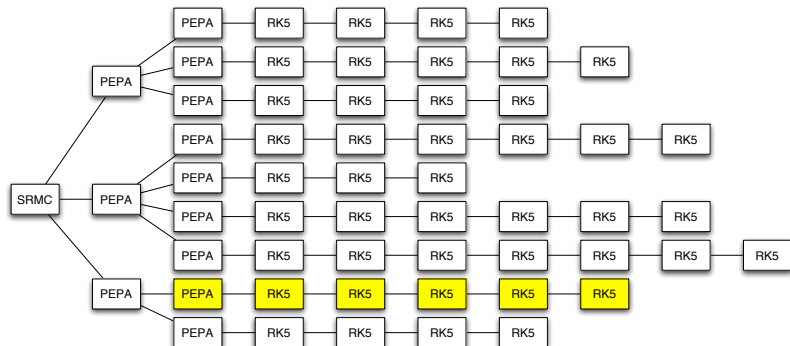 PEPA RK5 RK5 RK5 RK5
PEPA RK5 RK5 RK5 RK5 RK5
PEPA
PEPA RK5 RK5 RK5 RK5
PEPA RK5 RK5 RK5 RK5 RK5 RK5
PEPA RK5 RK5 RK5
SRMC PEPA
PEPA RK5 RK5 RK5 RK5 RK5 RK5
PEPA RK5 RK5 RK5 RK5 RK5 RK5 RK5
PEPA PEPA RK5 RK5 RK5 RK5 RK5
PEPA RK5 RK5 RK5 RK5